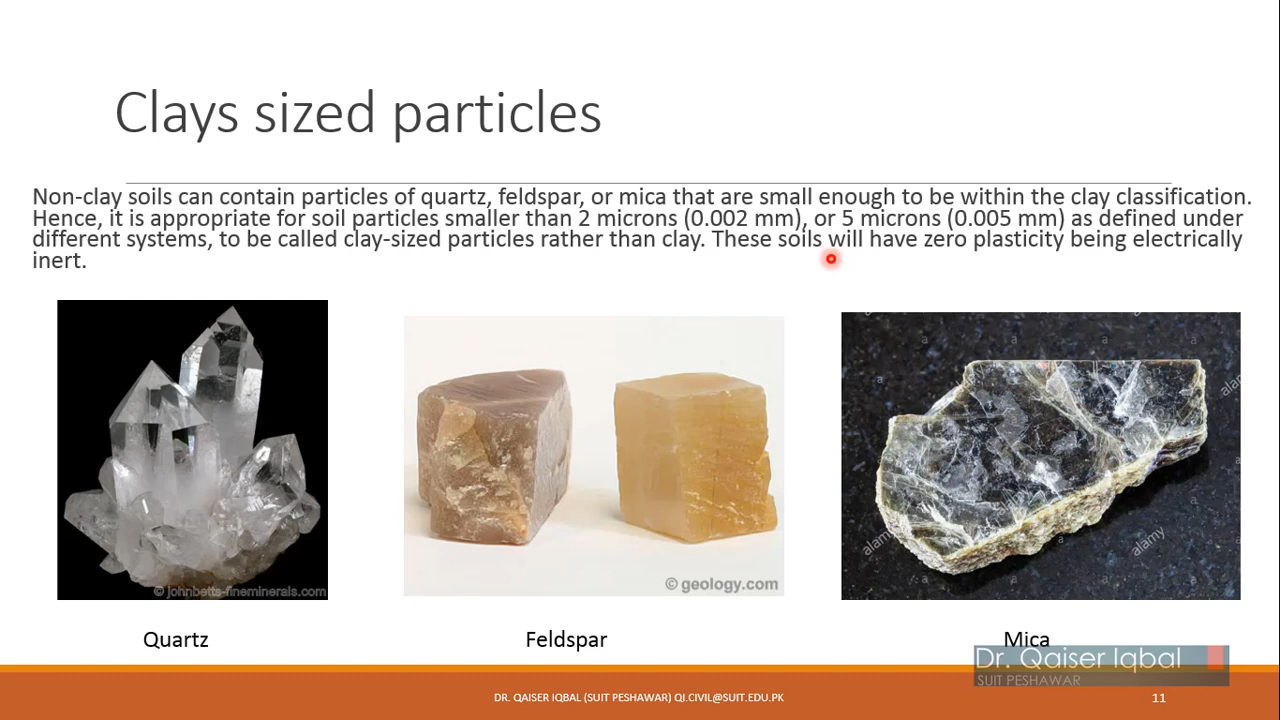 Clays sized particles
Non-clay soils can contain particles of quartz, feldspar, or mica that are small enough to be within the clay classification.
Hence, it is appropriate for soil particles smaller than 2 microns (0.002 mm), or 5 microns (0.005 mm) as defined under
different systems, to be called clay-sized particles rather than clay. These soils will have zero plasticity being electrically
inert.
© johnbetts-fineminerals.com
© geology.com
a
a
a
a
alamy
a
alamy
a
alamy
a
alamy
a
a
a
Quartz
Feldspar
Mica
Dr. Qaiser Iqbal
SUIT PESHAWAR
DR. QAISER IQBAL (SUIT PESHAWAR) QI.CIVIL@SUIT.EDU.PK
11